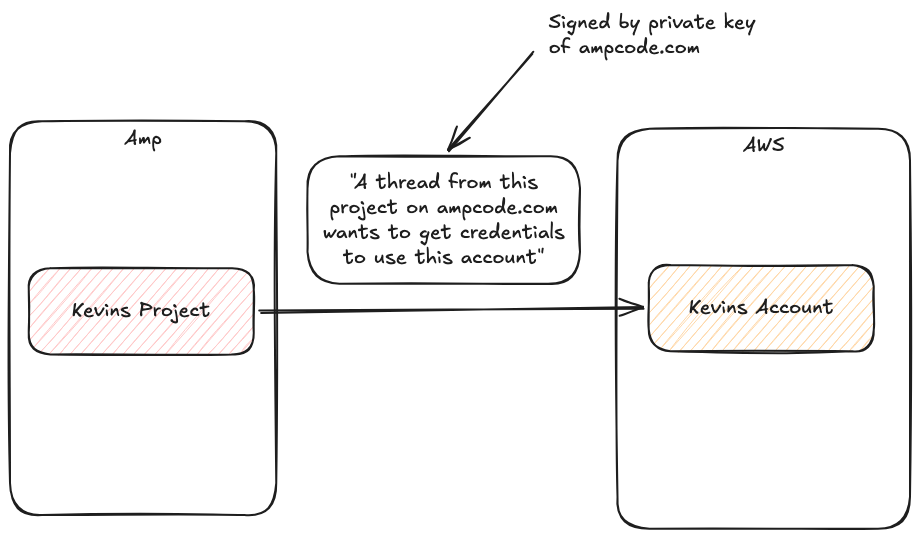 Signed by private key
of ampcode.com
Amp
AWS
"A thread from this
project on ampcode.com
wants to get credentials
to use this account"
Kevins Project
Kevins Account